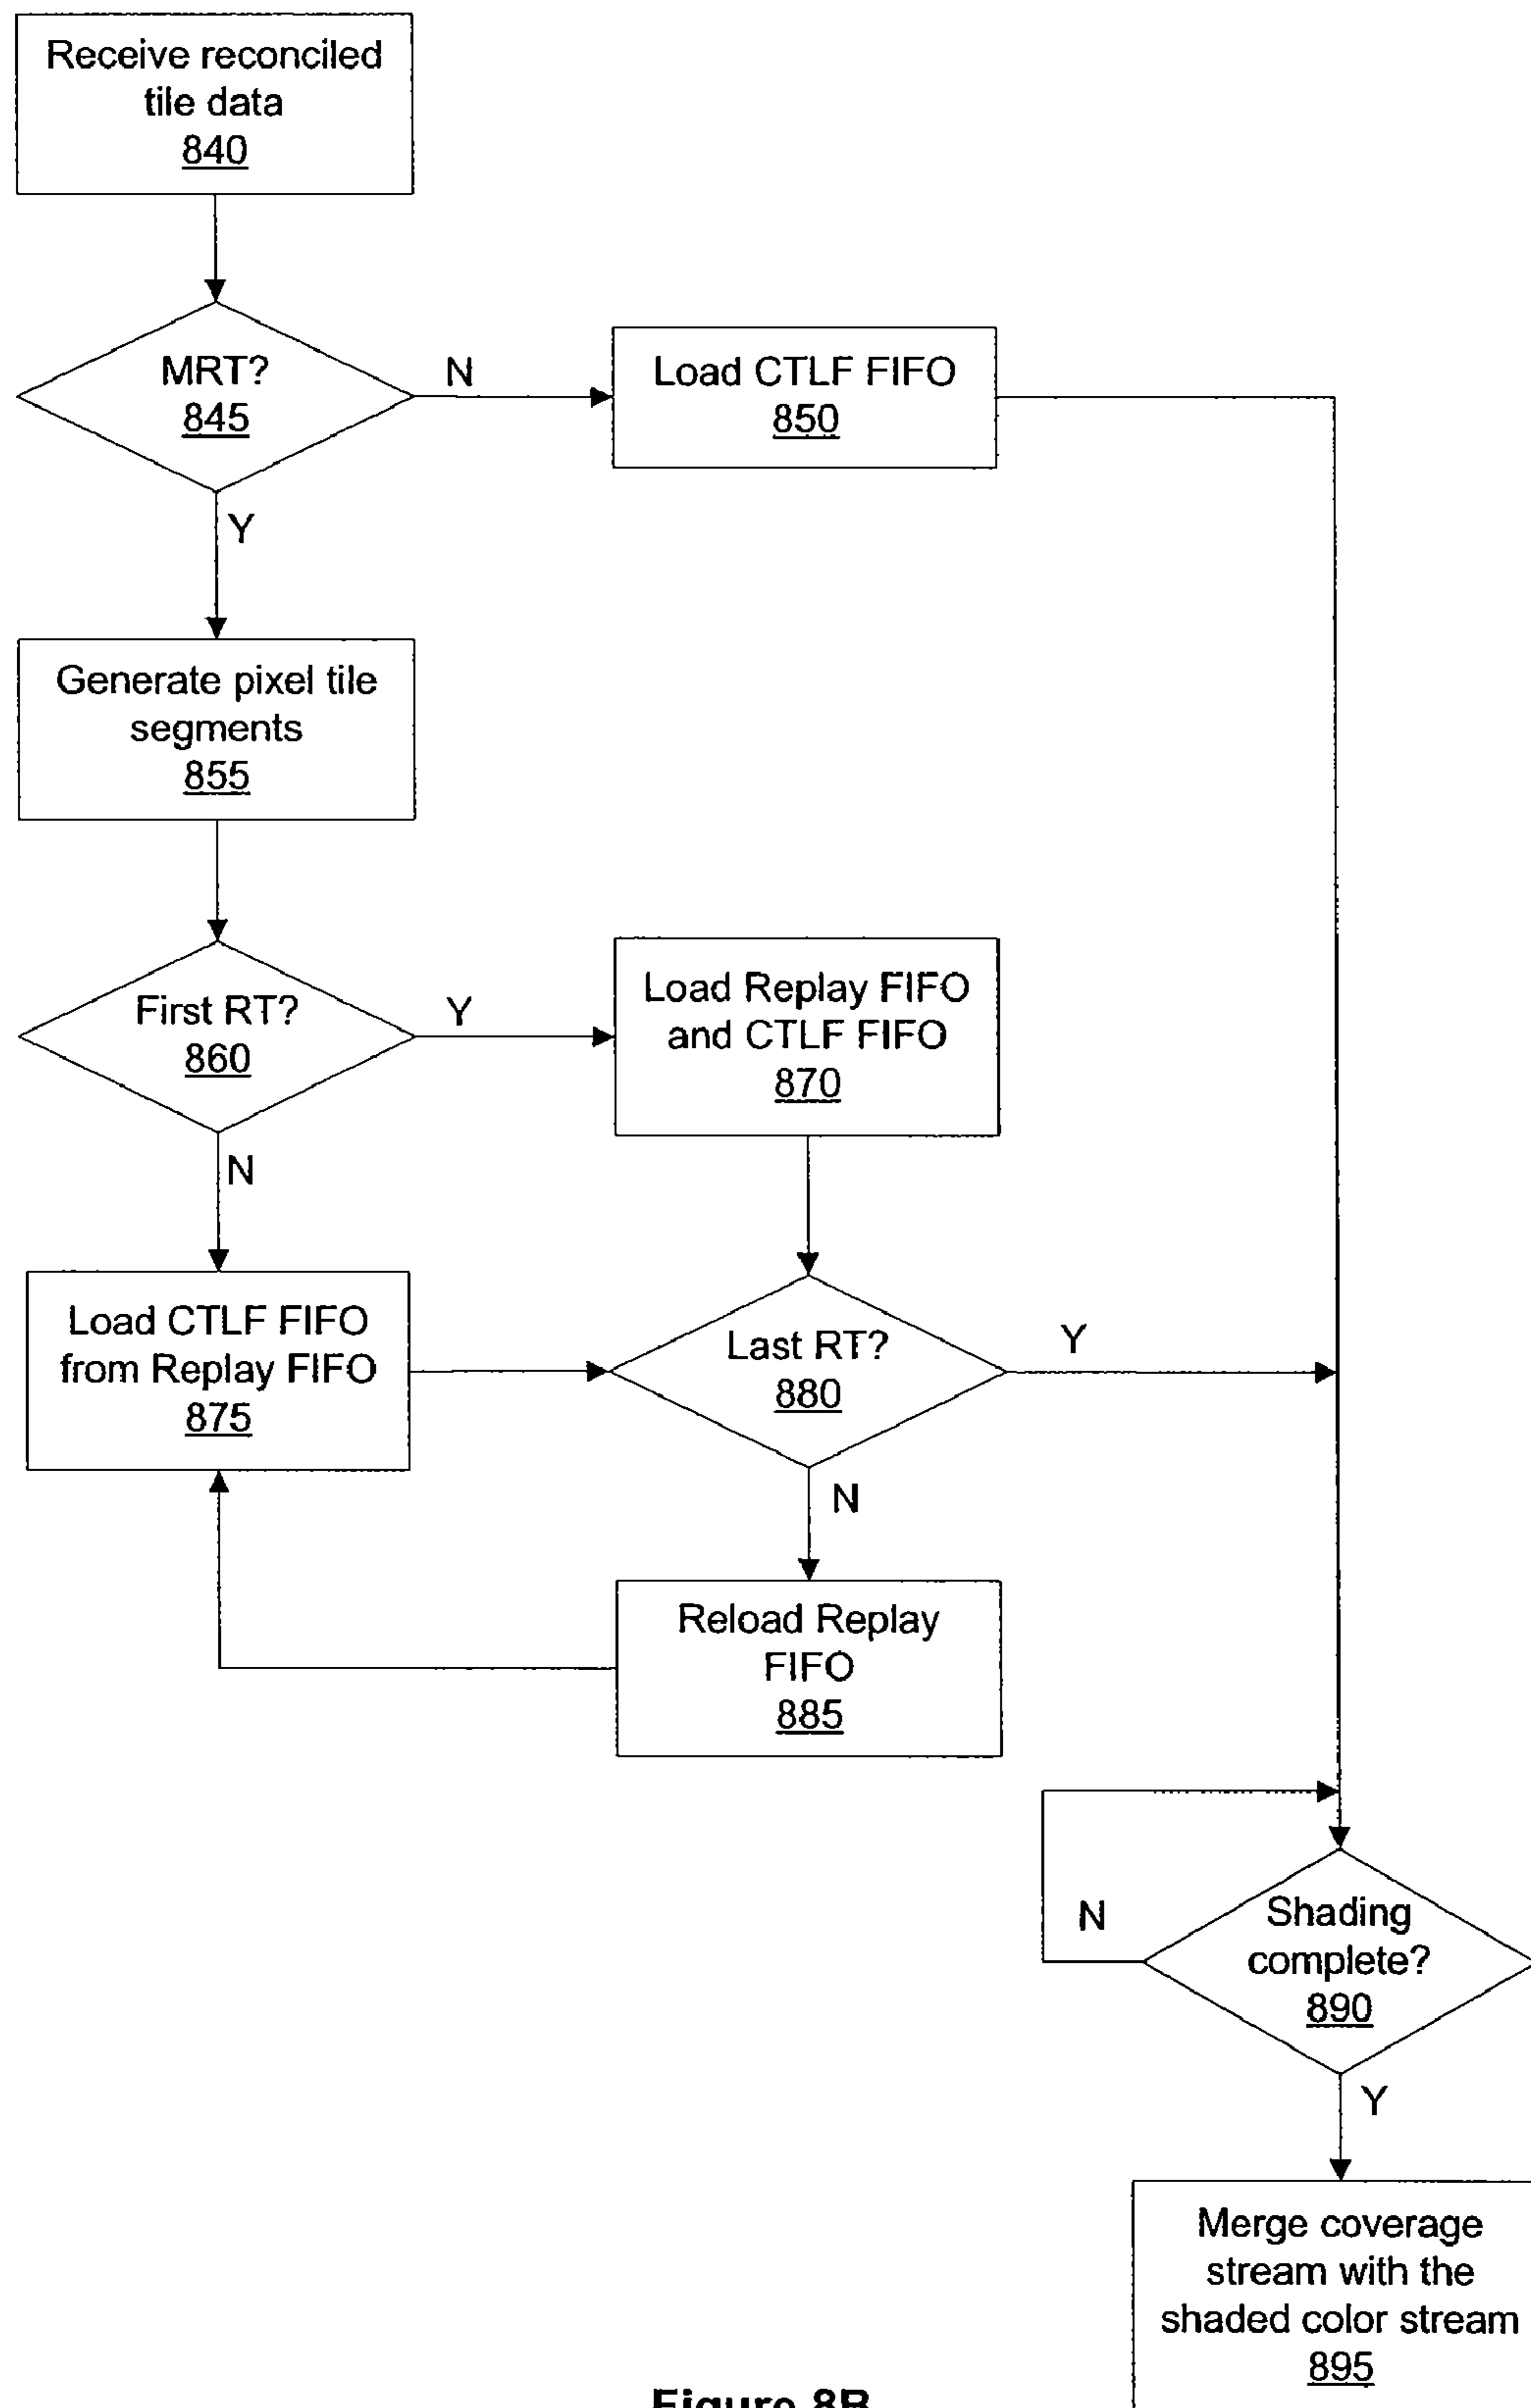 Receive reconciled
tile data
840
MRT?
845
N
Load CTLF FIFO
850
Y
Generate pixel tile
segments
855
First RT?
860
Y
Load Replay FIFO
and CTLF FIFO
870
N
Load CTLF FIFO
from Replay FIFO
875
Last RT?
880
Y
N
Reload Replay
FIFO
885
N
Shading
complete?
890
Y
Merge coverage
stream with the
shaded color stream
895
Figure 8B